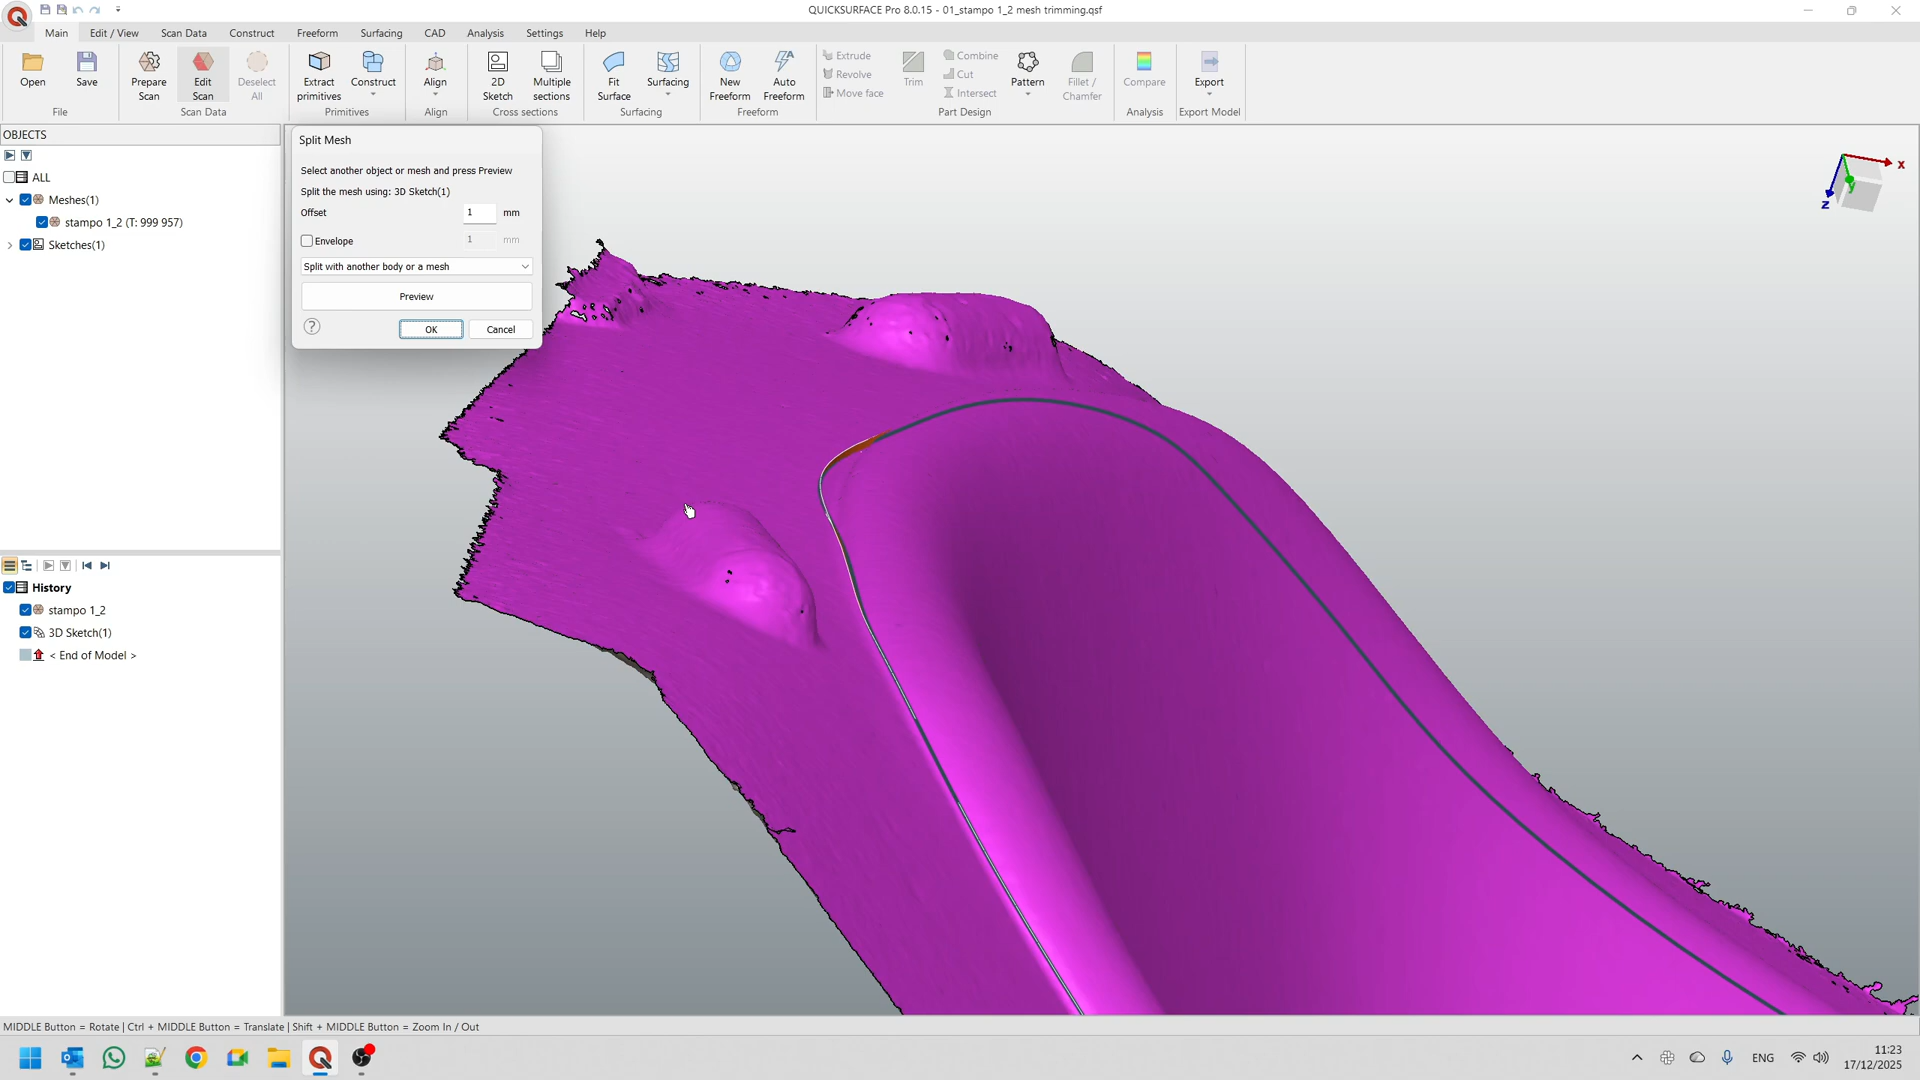 QUICKSURFACE Pro 8.0.15 - 01_stampo 1_2 mesh trimming.qsf
Main
Edit / View
Scan Data
Construct
Freeform
Surfacing
CAD
Analysis
Settings
Help
Open
Save
File
Prepare Scan
Edit Scan
Deselect All
Scan Data
Extract primitives
Construct
Primitives
Align
Align
2D Sketch
Multiple sections
Cross sections
Fit Surface
Surfacing
Surfacing
New Freeform
Auto Freeform
Freeform
Extrude
Revolve
Move face
Trim
Combine
Cut
Intersect
Pattern
Fillet / Chamfer
Part Design
Compare
Analysis
Export
Export Model
OBJECTS
ALL
Meshes(1)
stampo 1_2 (T: 999 957)
Sketches(1)
Split Mesh
Select another object or mesh and press Preview
Split the mesh using: 3D Sketch(1)
Offset 1 mm
Envelope 1 mm
Split with another body or a mesh
Preview
? OK Cancel
X
y
Z
History
stampo 1_2
3D Sketch(1)
< End of Model >
MIDDLE Button = Rotate | Ctrl + MIDDLE Button = Translate | Shift + MIDDLE Button = Zoom In / Out
ENG
11:23
17/12/2025